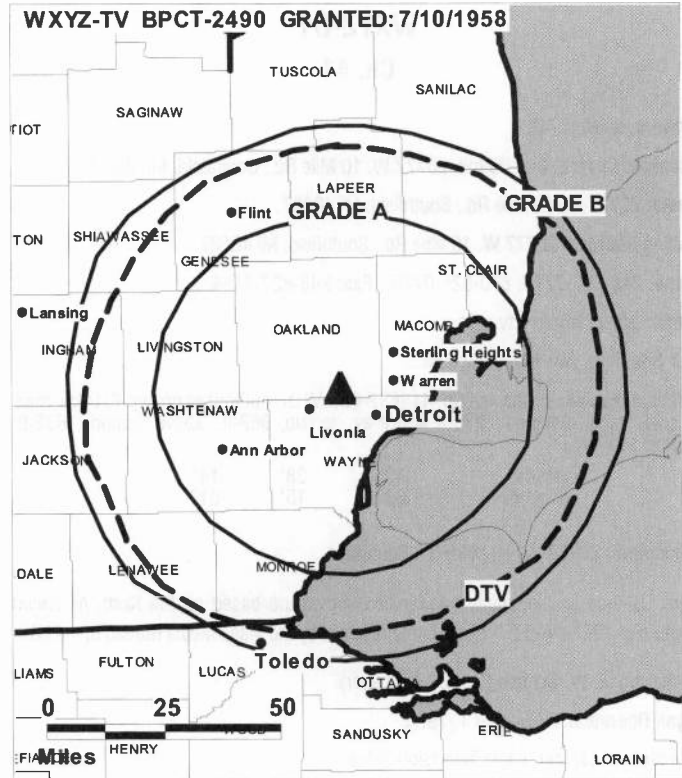 WXYZ-TV BPCT-2490 GRANTED: 7/10/1958
TUSCOLA
SANILAC
SAGINAW
LAPEER
GRADE A
GRADE B
Flint
TON
SHIAWASSEE
GENESEE
ST. CLAIR
Lansing
OAKLAND
MACOMB
INGHAM
LIVINGSTON
Sterling Heights
Warren
WASHTENAW
Detroit
Livonia
Ann Arbor
WAYNE
JACKSON
MONROE
DALE
LENAWEE
DTV
Toledo
LIAMS
FULTON
LUCAS
OTTAWA
0 25 50
Miles
HENRY
SANDUSKY
ERIE
LORAIN